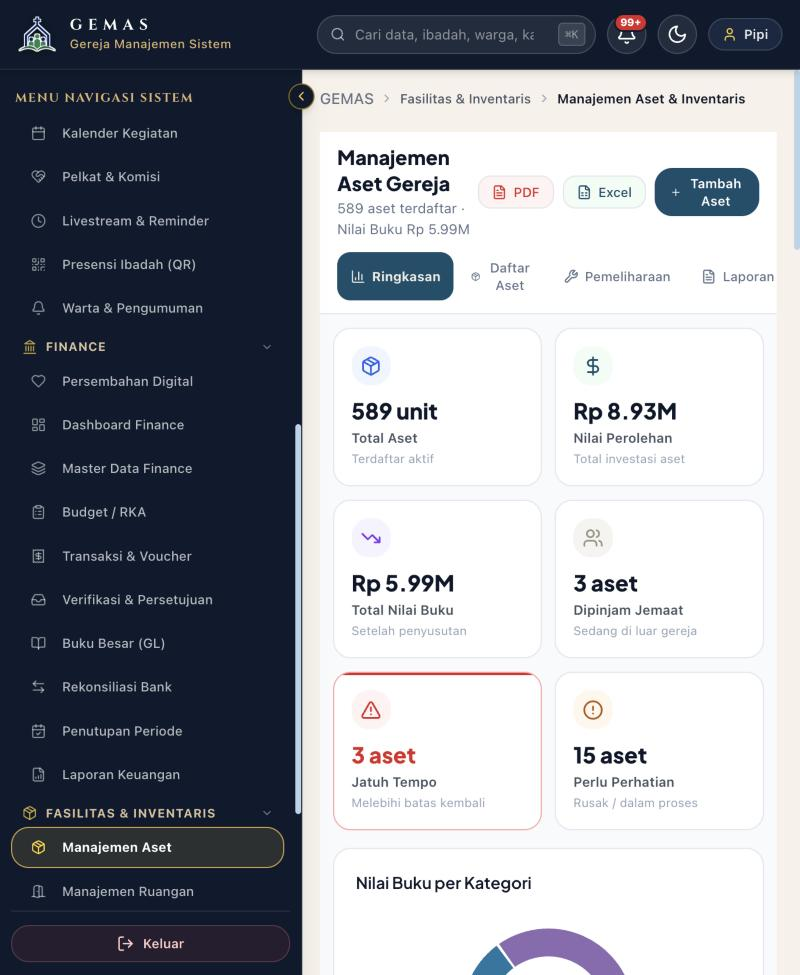 GEMAS
Gereja Manajemen Sistem
Cari data, ibadah, warga, ka
⌘K
99+
Pipi
MENU NAVIGASI SISTEM
Kalender Kegiatan
Pelkat & Komisi
Livestream & Reminder
Presensi Ibadah (QR)
Warta & Pengumuman
FINANCE
Persembahan Digital
Dashboard Finance
Master Data Finance
Budget / RKA
Transaksi & Voucher
Verifikasi & Persetujuan
Buku Besar (GL)
Rekonsiliasi Bank
Penutupan Periode
Laporan Keuangan
FASILITAS & INVENTARIS
Manajemen Aset
Manajemen Ruangan
Keluar
GEMAS > Fasilitas & Inventaris > Manajemen Aset & Inventaris
Manajemen
Aset Gereja
589 aset terdaftar ·
Nilai Buku Rp 5.99M
PDF
Excel
+ Tambah
Aset
Ringkasan
Daftar
Aset
Pemeliharaan
Laporan
589 unit
Total Aset
Terdaftar aktif
Rp 8.93M
Nilai Perolehan
Total investasi aset
Rp 5.99M
Total Nilai Buku
Setelah penyusutan
3 aset
Dipinjam Jemaat
Sedang di luar gereja
3 aset
Jatuh Tempo
Melebihi batas kembali
15 aset
Perlu Perhatian
Rusak / dalam proses
Nilai Buku per Kategori